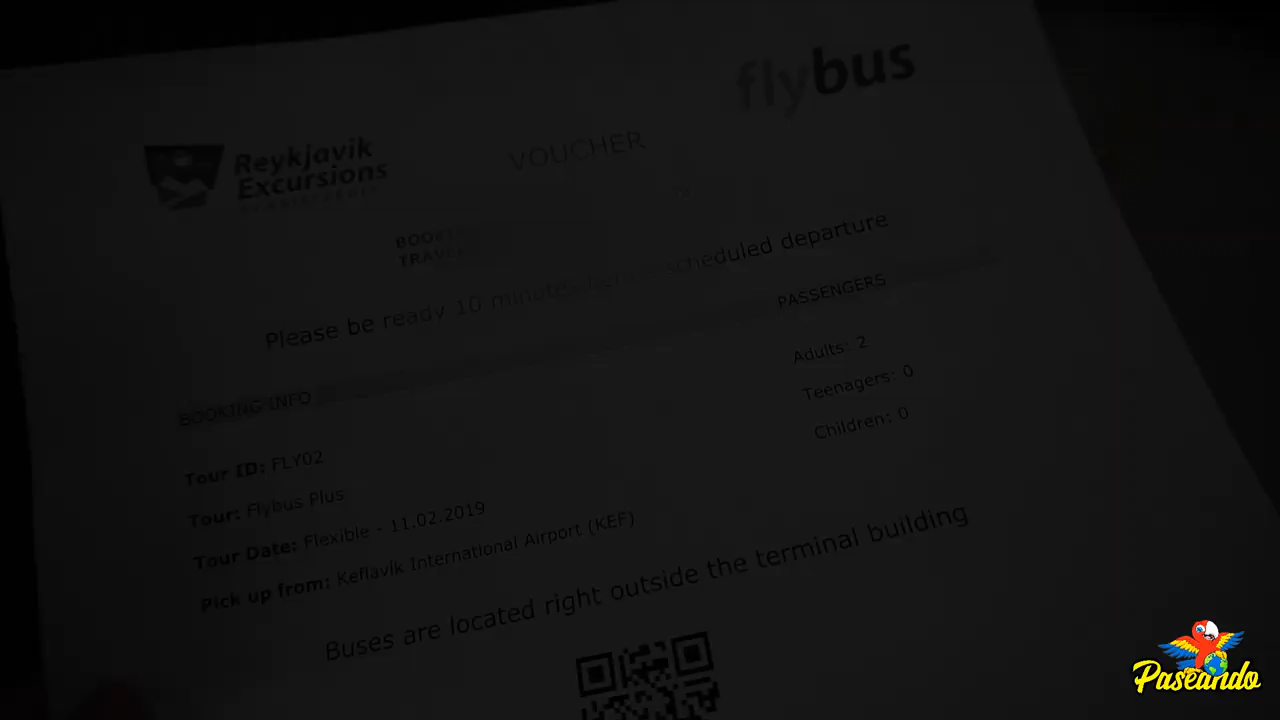 flybus
Reykjavik
Excursions
VOUCHER
Please be ready 10 minutes before scheduled departure
PASSENGERS
Adults: 2
Teenagers: 0
Children: 0
BOOKING INFO
Tour ID: FLY02
Tour: Flybus Plus
Tour Date: Flexible - 11.02.2019
Pick up from: Keflavik International Airport (KEF)
Buses are located right outside the terminal building
Paseando